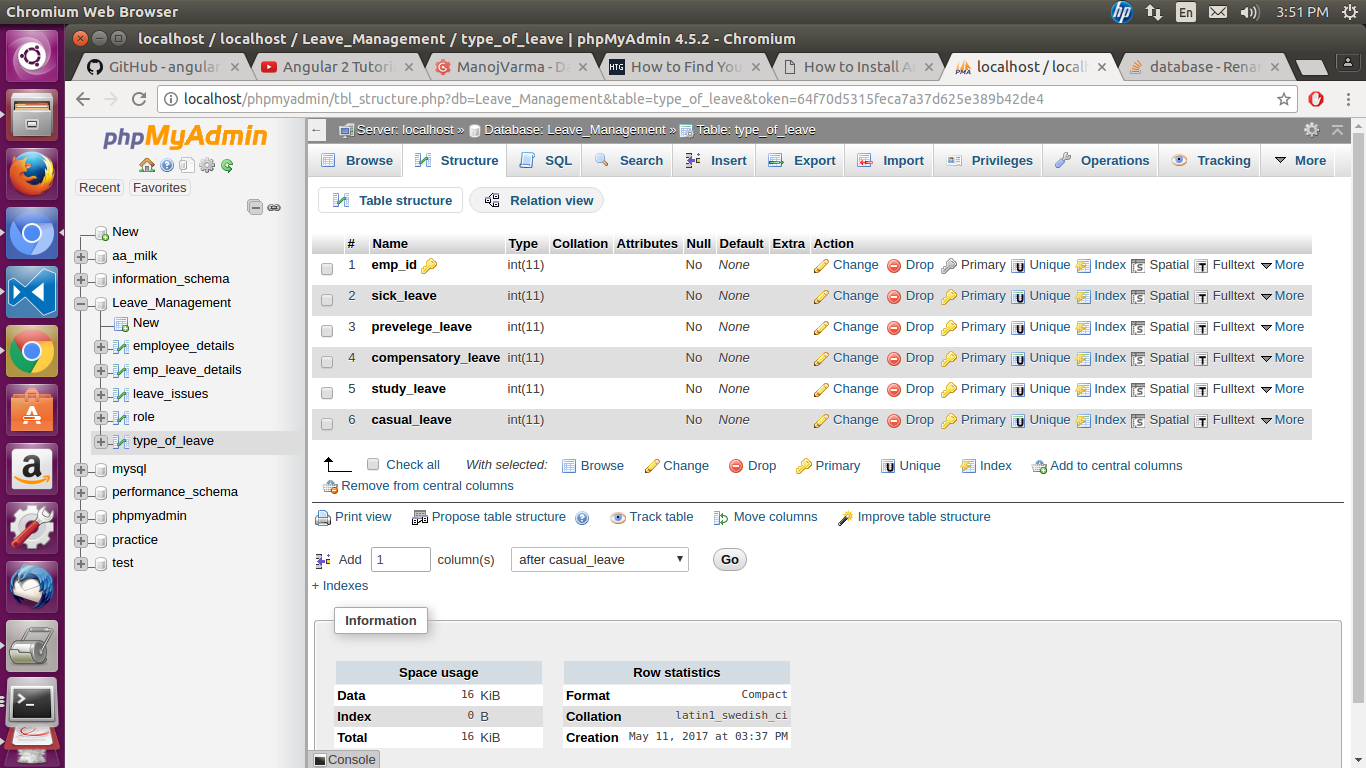 Chromium Web Browser
En
3:51 PM
localhost / localhost / Leave_Management / type_of_leave | phpMyAdmin 4.5.2 - Chromium
GitHub - angular
Angular 2 Tutori
ManojVarma - D
HTG How to Find You
How to Install A
PMA localhost / local
database - Rena
localhost/phpmyadmin/tbl_structure.php?db=Leave_Management&table=type_of_leave&token=64f70d5315feca7a37d625e389b42de4
phpMyAdmin
Recent Favorites
New
aa_milk
information_schema
Leave_Management
New
employee_details
emp_leave_details
leave_issues
role
type_of_leave
mysql
performance_schema
phpmyadmin
practice
test
Server: localhost » Database: Leave_Management » Table: type_of_leave
Browse Structure SQL Search Insert Export Import Privileges Operations Tracking More
Table structure Relation view
# Name Type Collation Attributes Null Default Extra Action
1 emp_id int(11) No None Change Drop Primary Unique Index Spatial Fulltext More
2 sick_leave int(11) No None Change Drop Primary Unique Index Spatial Fulltext More
3 prevelege_leave int(11) No None Change Drop Primary Unique Index Spatial Fulltext More
4 compensatory_leave int(11) No None Change Drop Primary Unique Index Spatial Fulltext More
5 study_leave int(11) No None Change Drop Primary Unique Index Spatial Fulltext More
6 casual_leave int(11) No None Change Drop Primary Unique Index Spatial Fulltext More
Check all With selected: Browse Change Drop Primary Unique Index Add to central columns
Remove from central columns
Print view Propose table structure Track table Move columns Improve table structure
Add 1 column(s) after casual_leave Go
+ Indexes
Information
Space usage
Data 16 KiB
Index 0 B
Total 16 KiB
Row statistics
Format Compact
Collation latin1_swedish_ci
Creation May 11, 2017 at 03:37 PM
Console